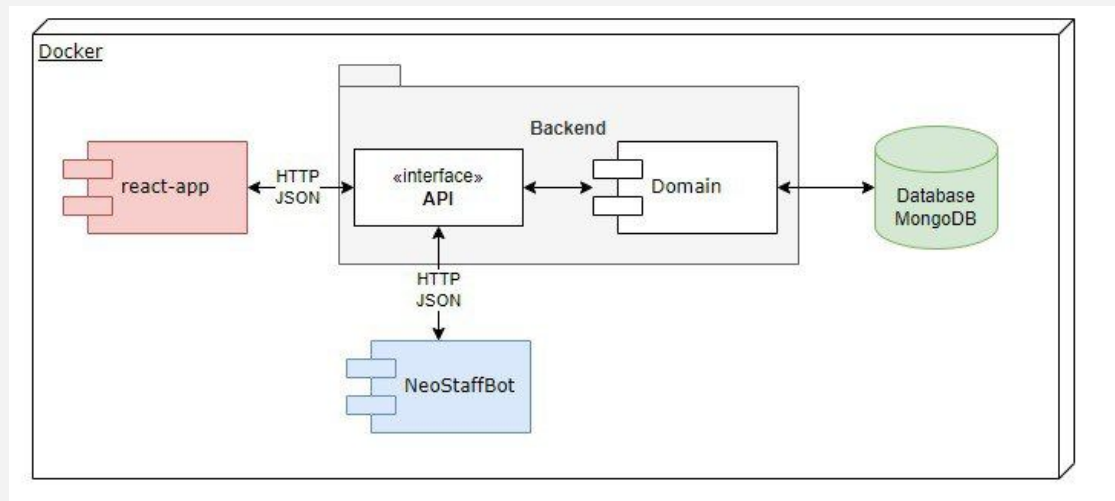 Docker
Backend
react-app
HTTP
JSON
«interface»
API
Domain
Database
MongoDB
HTTP
JSON
NeoStaffBot